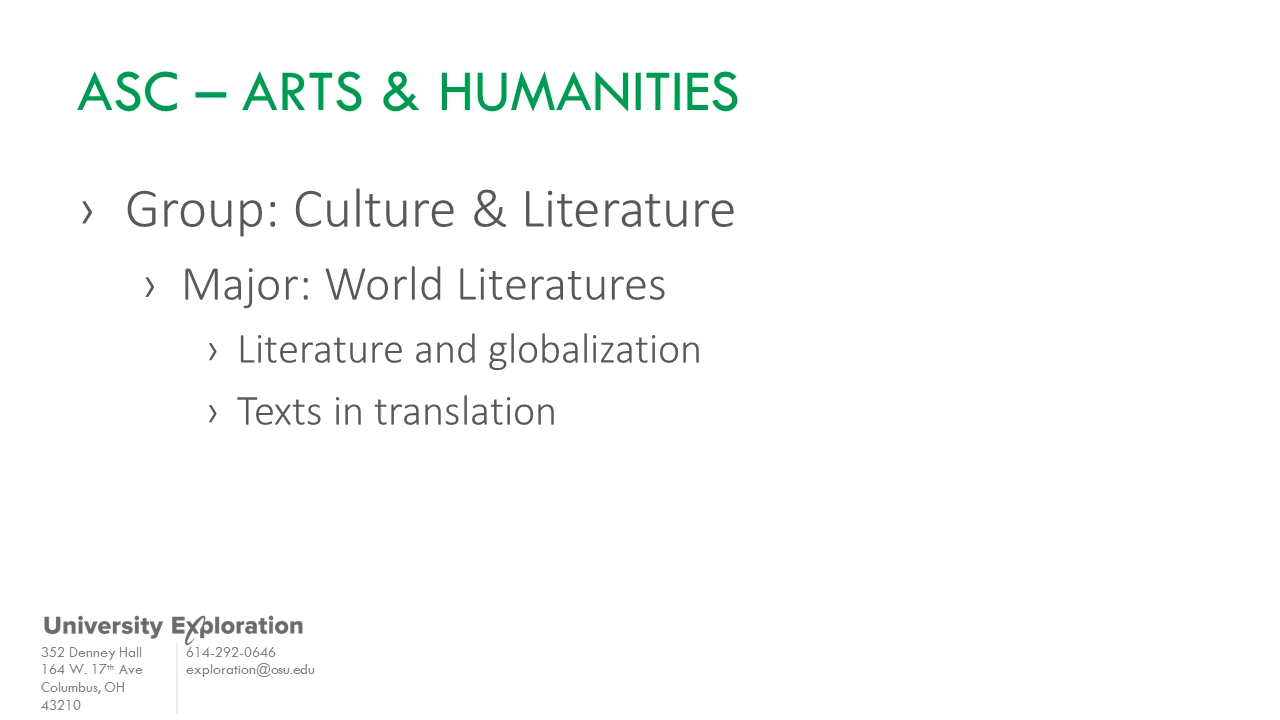 ASC – ARTS & HUMANITIES
› Group: Culture & Literature
› Major: World Literatures
› Literature and globalization
› Texts in translation
University Exploration
352 Denney Hall
164 W. 17th Ave
Columbus, OH
43210
614-292-0646
exploration@osu.edu